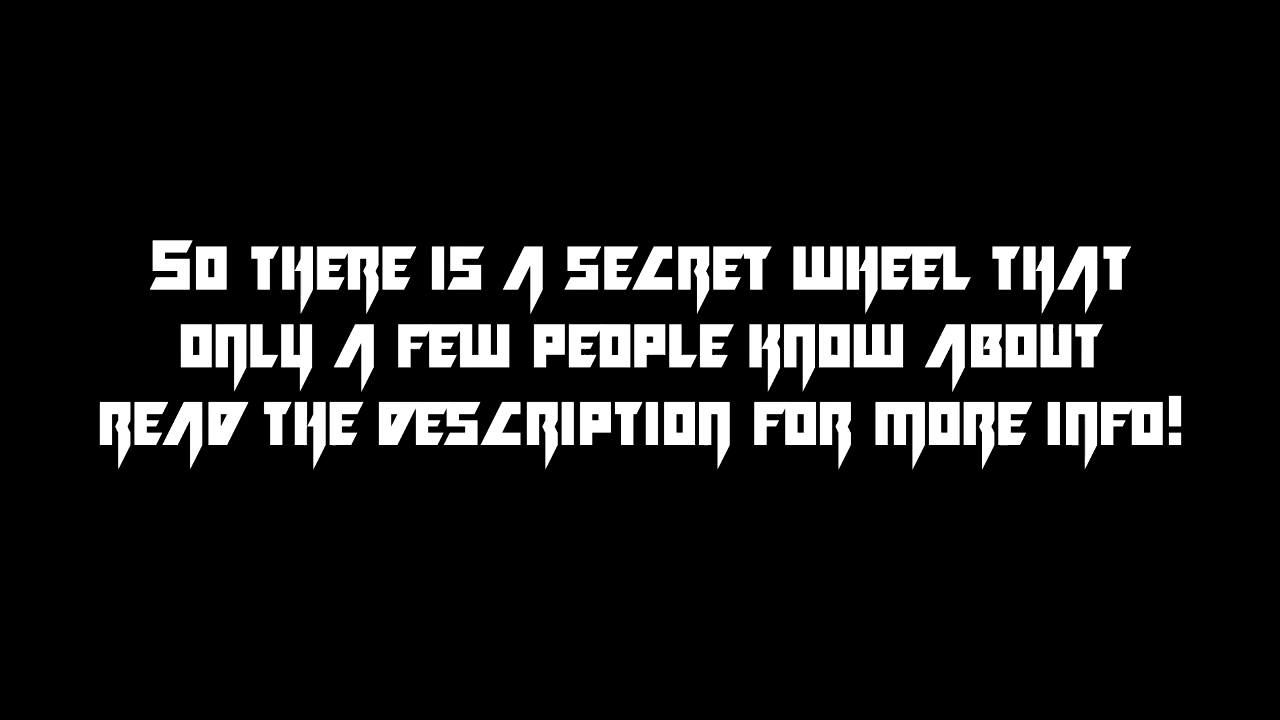 So there is a secret wheel that
only a few people know about
read the description for more info!